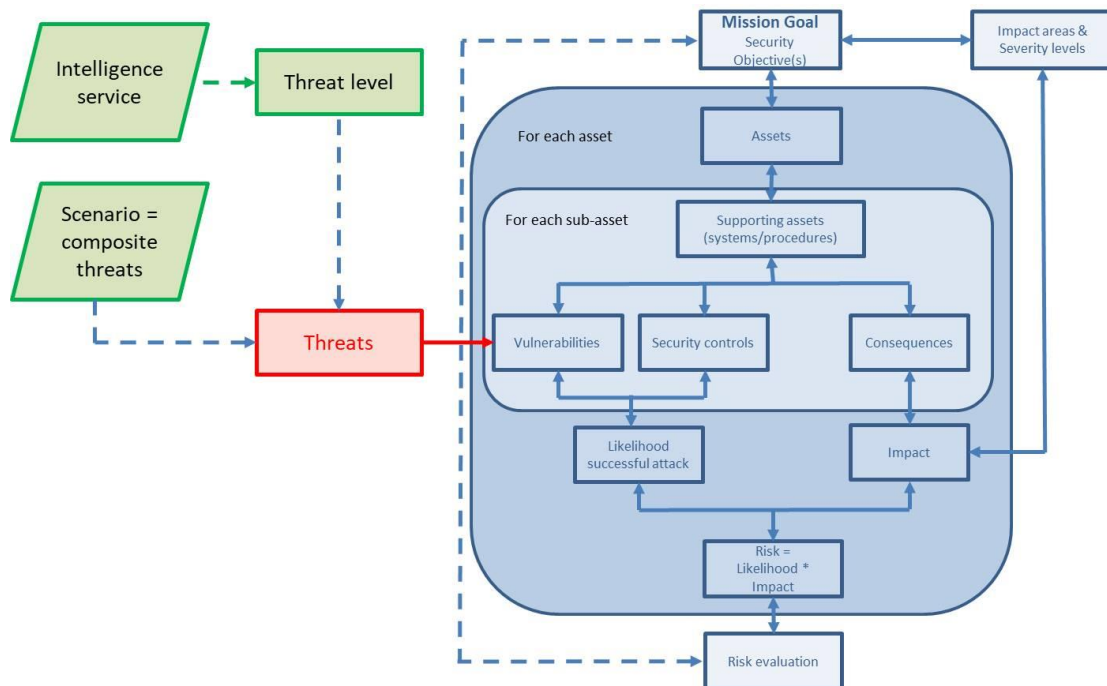 Intelligence
service
Threat level
Scenario =
composite
threats
Threats
Mission Goal
Security
Objective(s)
Impact areas &
Severity levels
For each asset
Assets
For each sub-asset
Supporting assets
(systems/procedures)
Vulnerabilities
Security controls
Consequences
Likelihood
successful attack
Impact
Risk =
Likelihood *
Impact
Risk evaluation